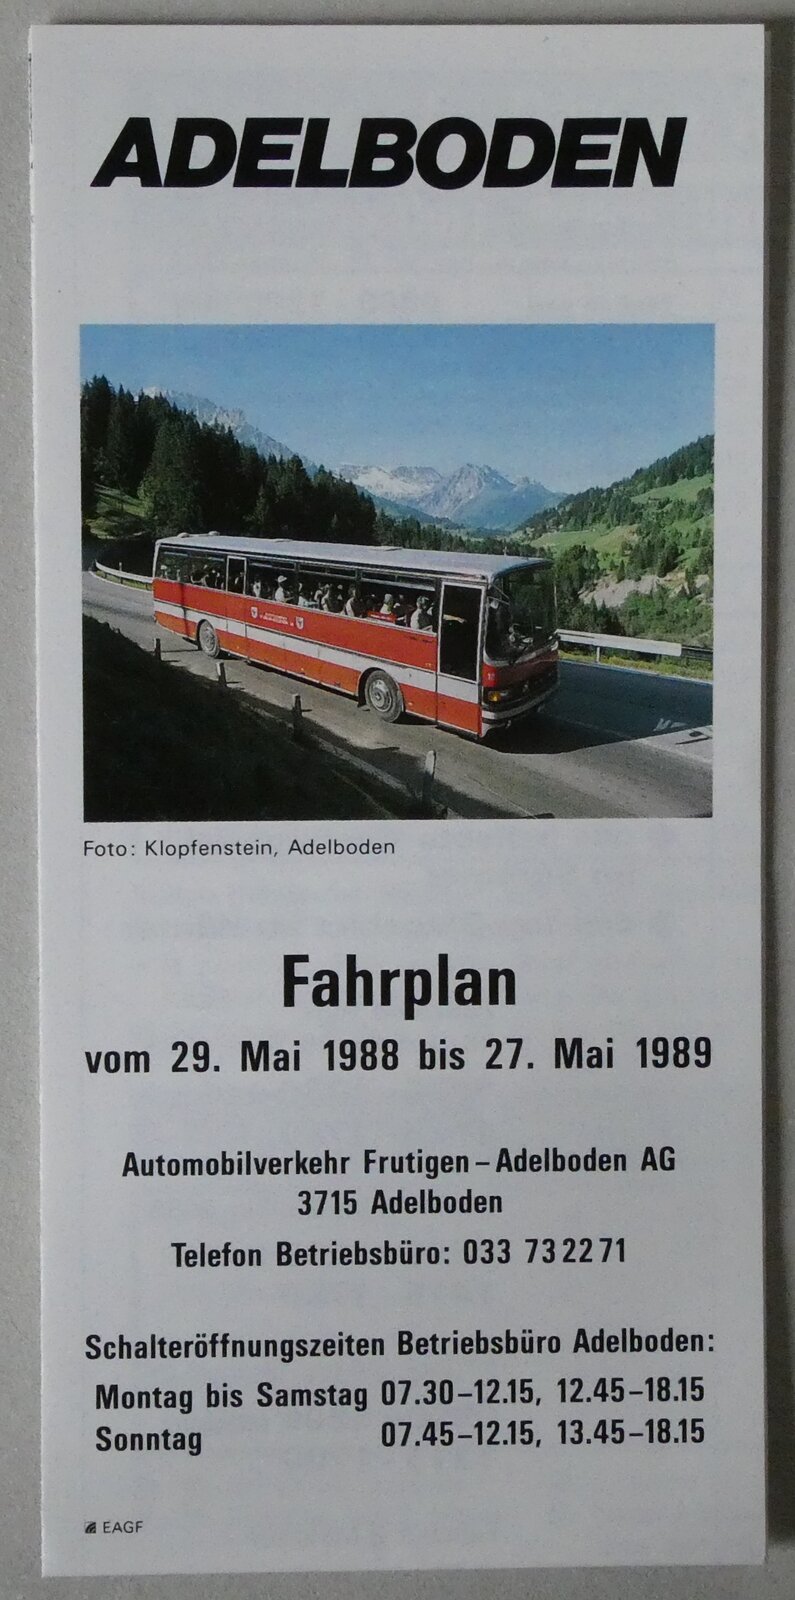 ADELBODEN
Foto: Klopfenstein, Adelboden
Fahrplan
vom 29. Mai 1988 bis 27. Mai 1989
Automobilverkehr Frutigen–Adelboden AG
3715 Adelboden
Telefon Betriebsbüro: 033 73 22 71
Schalteröffnungszeiten Betriebsbüro Adelboden:
Montag bis Samstag 07.30–12.15, 12.45–18.15
Sonntag 07.45–12.15, 13.45–18.15
EAGF